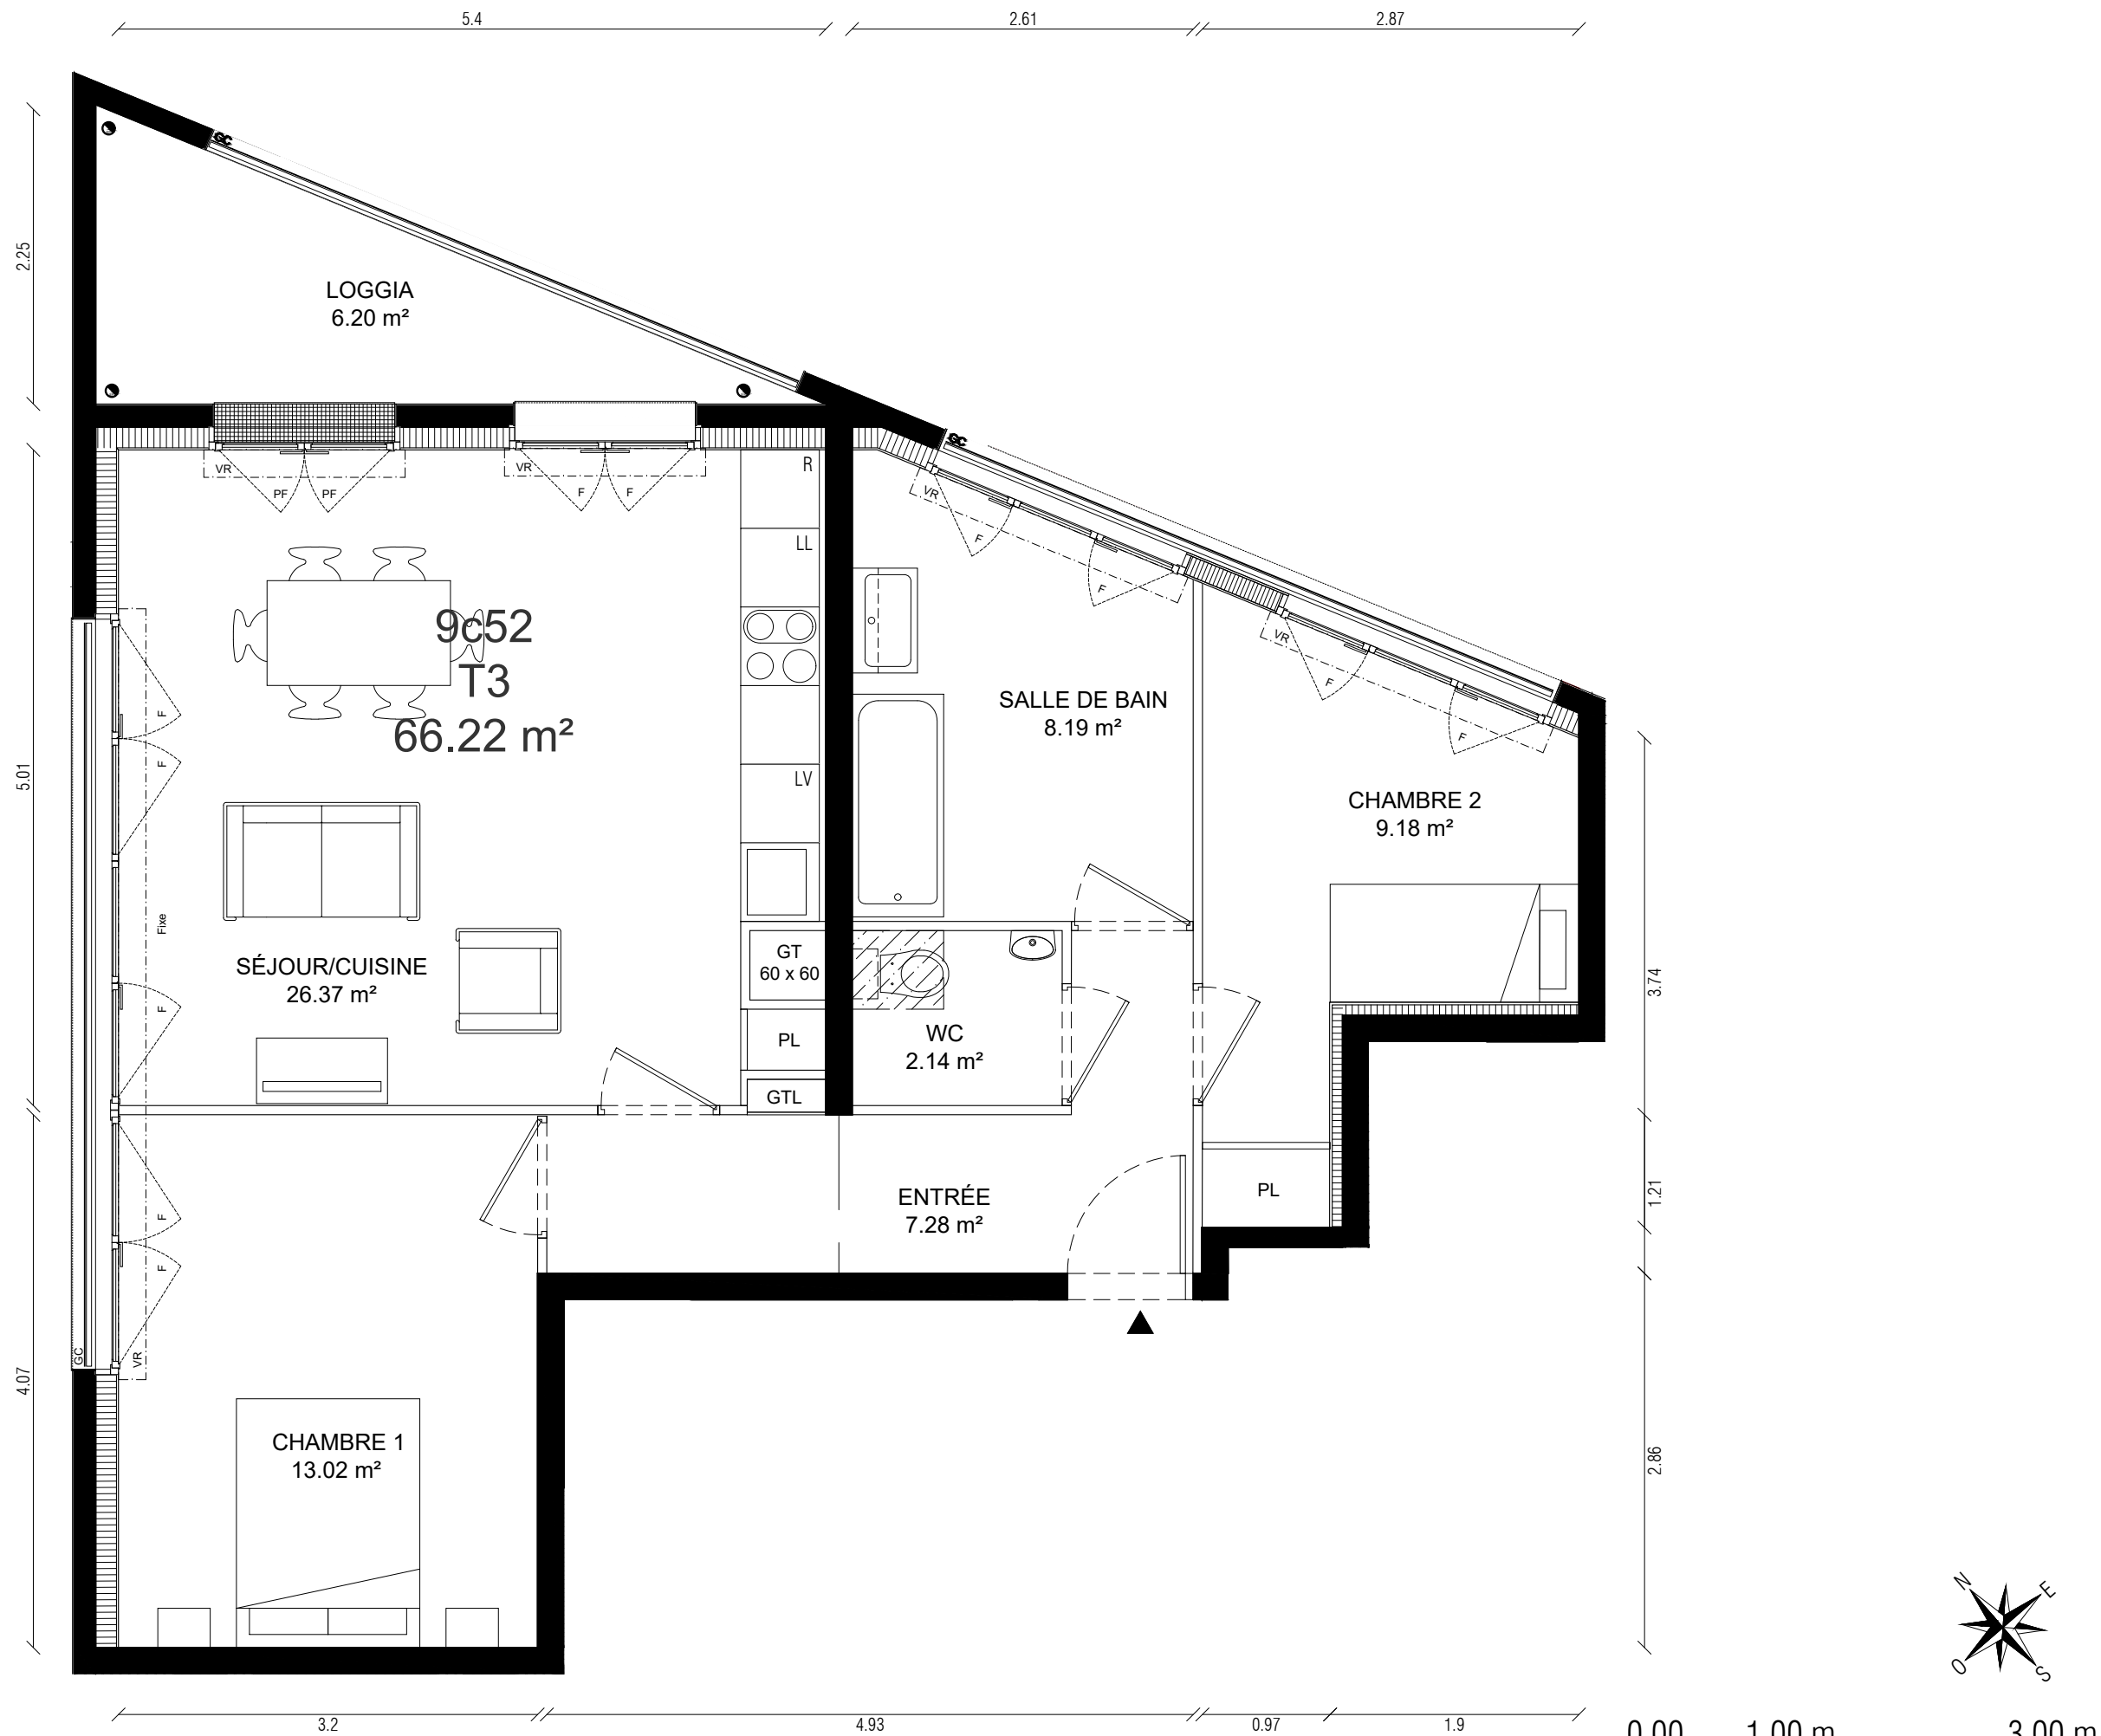 5.4
2.61
2.87
GC
2.25
LOGGIA
6.20 m²
GC
VR
PF
PF
VR
F
F
R
VR
F
F
LL
VR
F
F
9c52
T3
66.22 m²
F
F
5.01
LV
SALLE DE BAIN
8.19 m²
CHAMBRE 2
9.18 m²
Fixe
SÉJOUR/CUISINE
26.37 m²
F
GT
60 x 60
PL
GTL
WC
2.14 m²
3.74
ENTRÉE
7.28 m²
PL
1.21
F
F
VR
GC
4.07
CHAMBRE 1
13.02 m²
2.86
N
E
O
S
3.2
4.93
0.97
1.9
0.00
1.00 m
3.00 m